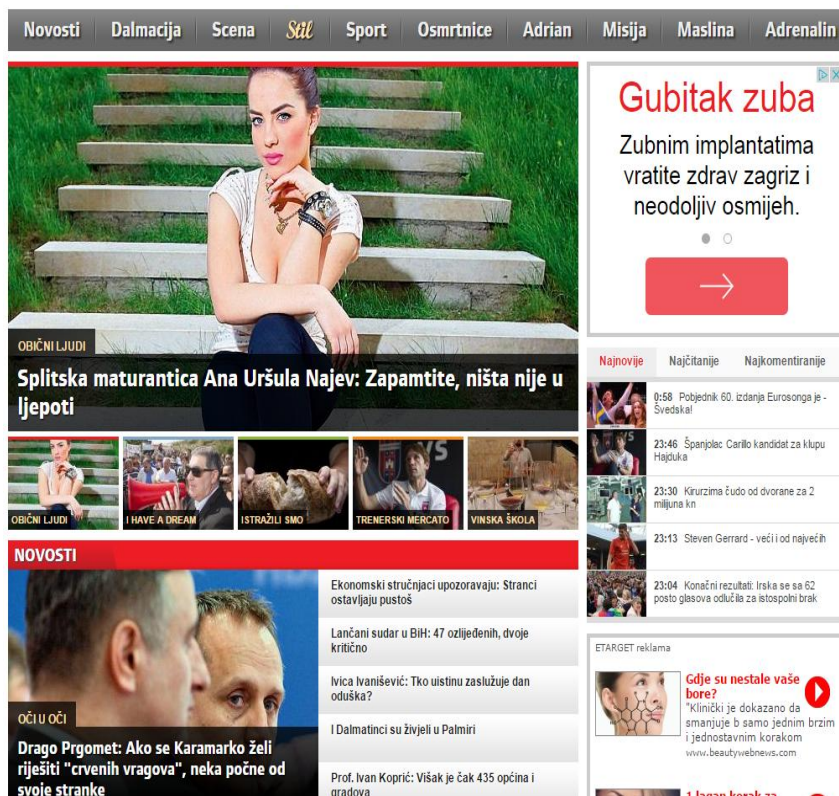 Novosti Dalmacija Scena Stil Sport Osmrtnice Adrian Misija Maslina Adrenalin
OBIČNI LJUDI
Splitska maturantica Ana Uršula Najev: Zapamtite, ništa nije u
ljepoti
OBIČNI LJUDI
I HAVE A DREAM
ISTRAŽILI SMO
TRENERSKI MERCATO
VINSKA ŠKOLA
NOVOSTI
OČI U OČI
Drago Prgomet: Ako se Karamarko želi
riješiti "crvenih vragova", neka počne od
svoje stranke
Ekonomski stručnjaci upozoravaju: Stranci
ostavljaju pustoš
Lančani sudar u BiH: 47 ozlijeđenih, dvoje
kritično
Ivica Ivanišević: Tko uistinu zaslužuje dan
oduška?
I Dalmatinci su živjeli u Palmiri
Prof. Ivan Koprić: Višak je čak 435 općina i
gradova
Gubitak zuba
Zubnim implantatima
vratite zdrav zagriz i
neodoljiv osmijeh.
Najnovije Najčitanije Najkomentiranije
0:58 Pobjednik 60. izdanja Eurosonga je -
Švedska!
23:46 Španjolac Carillo kandidat za klupu
Hajduka
23:30 Kirurzima čudo od dvorane za 2
milijuna kn
23:13 Steven Gerrard - veći i od najvećih
23:04 Konačni rezultati: Irska se sa 62
posto glasova odlučila za istospolni brak
ETARGET reklama
Gdje su nestale vaše
bore?
"Klinički je dokazano da
smanjuje b samo jednim brzim
i jednostavnim korakom
www.beautywebnews.com
1 lagan korak za